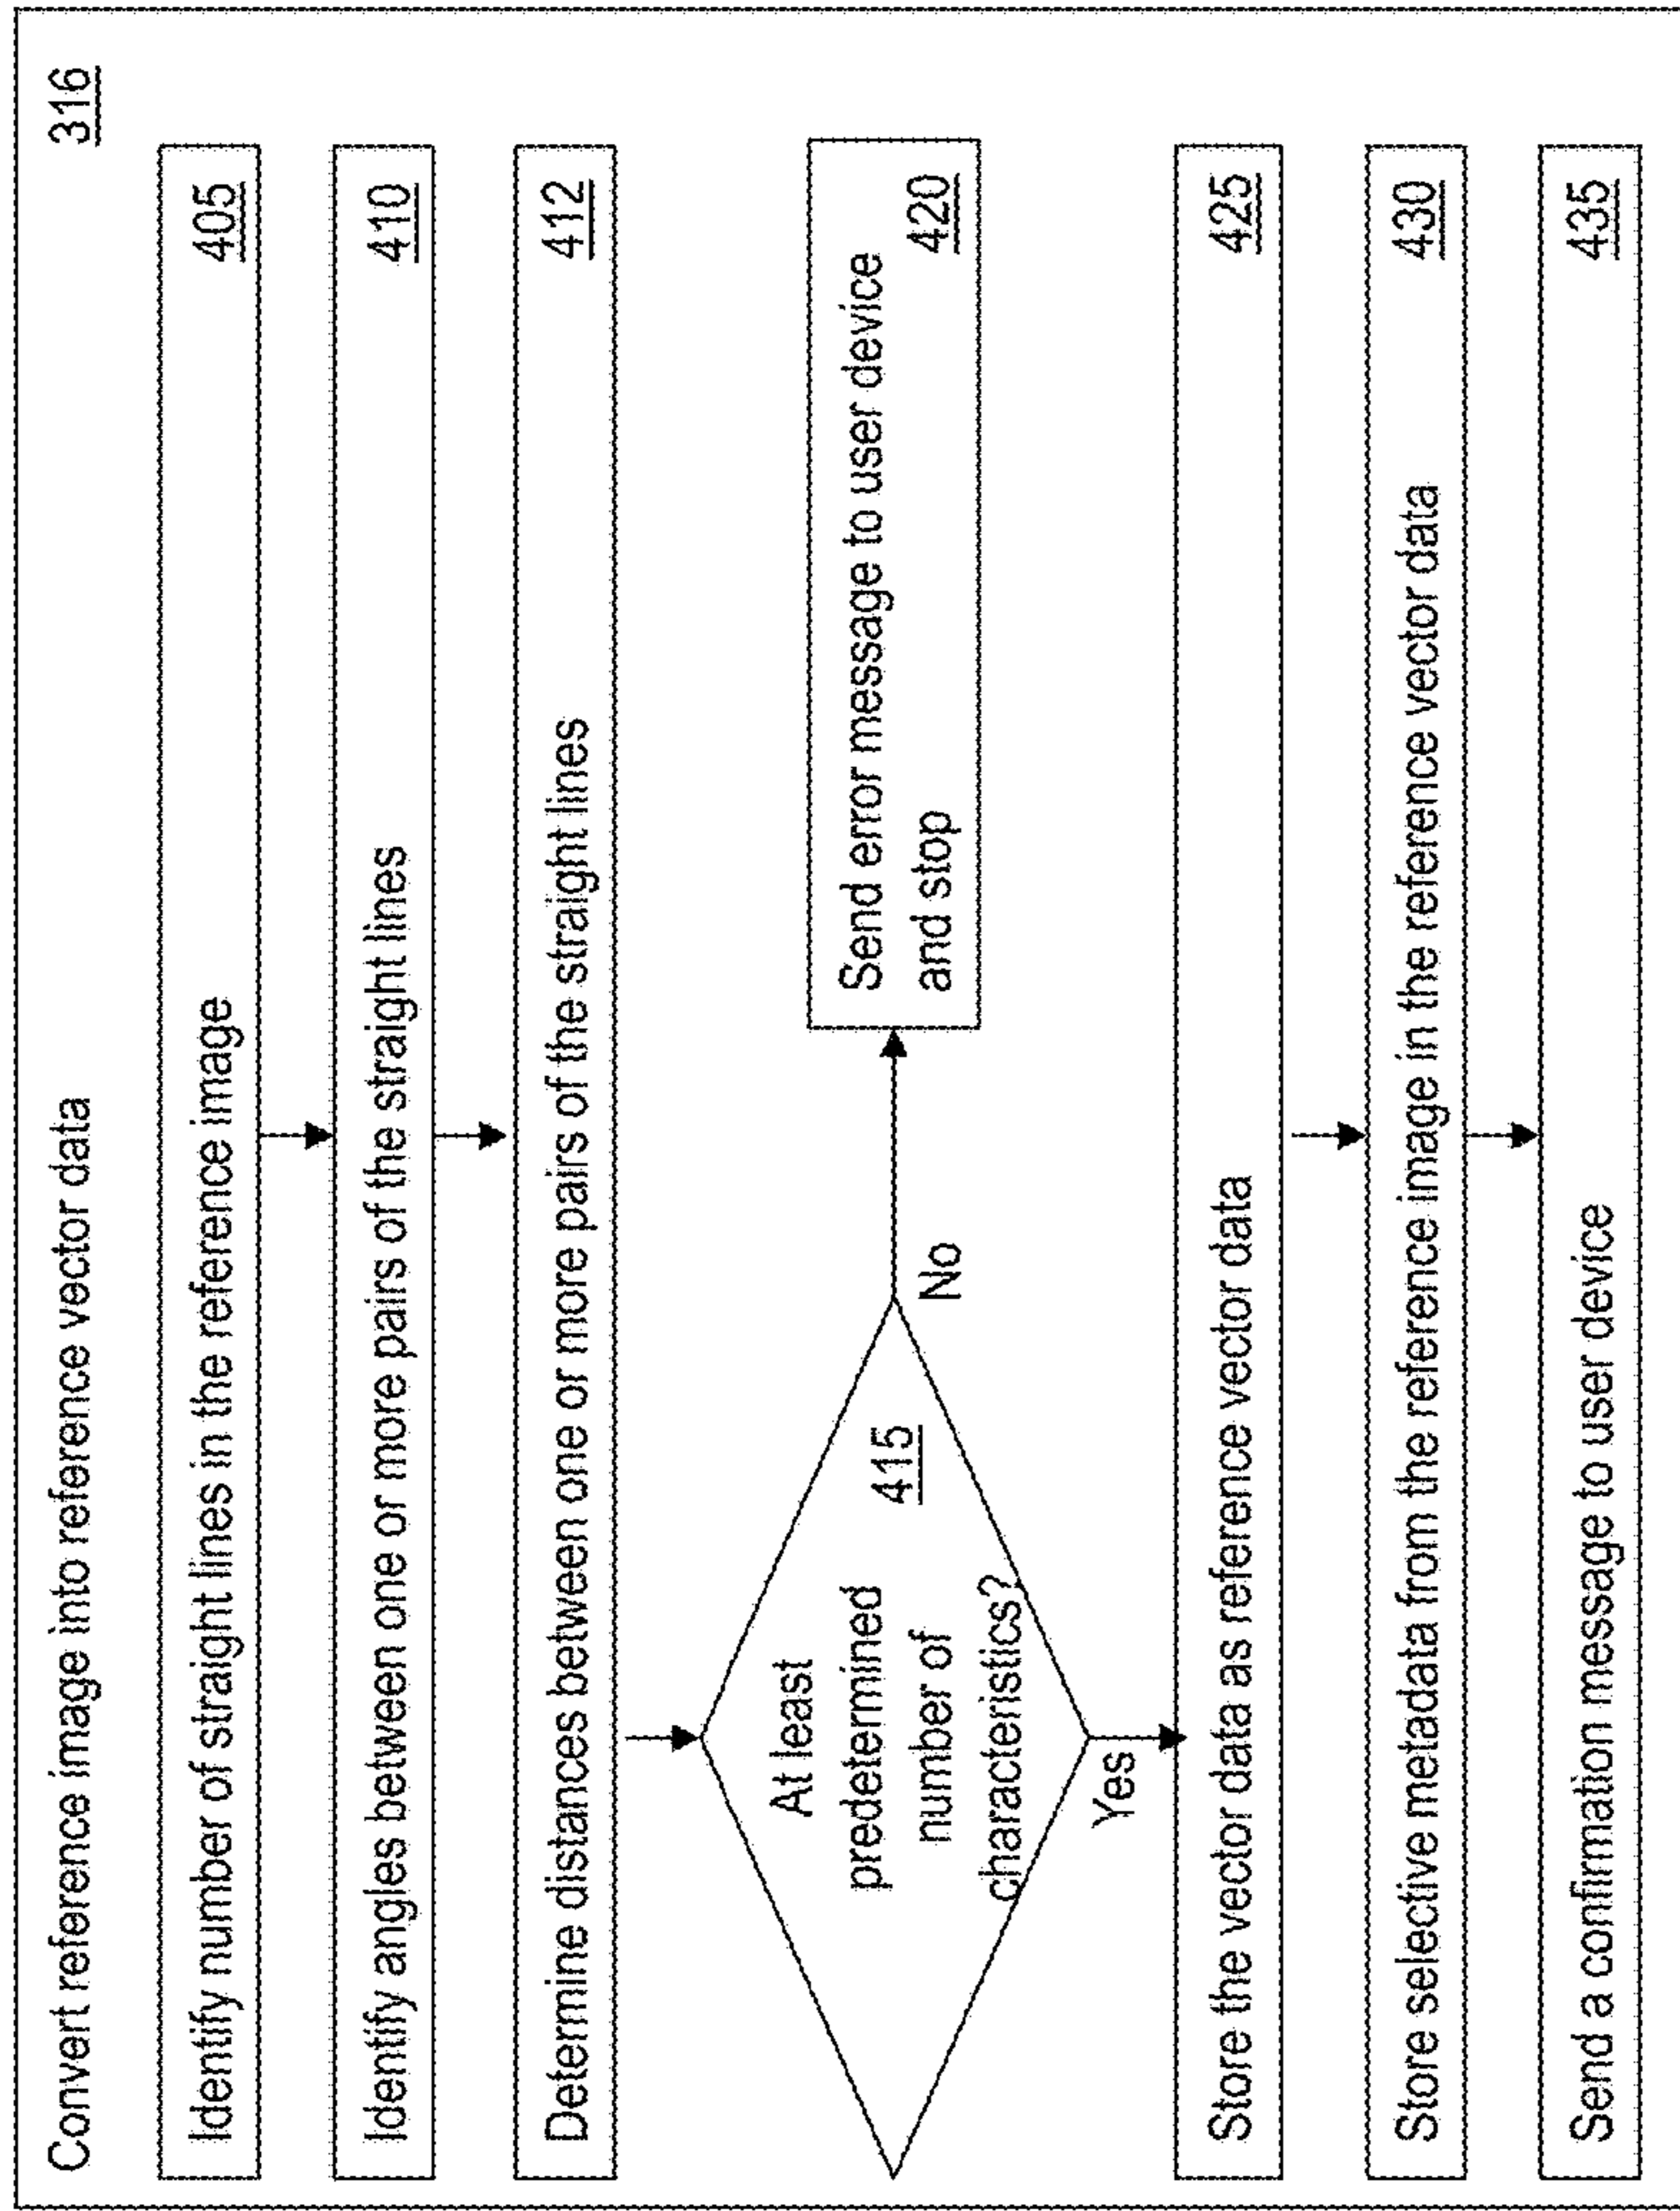 Convert reference image into reference vector data 316
Identify number of straight lines in the reference image 405
Identify angles between one or more pairs of the straight lines 410
Determine distances between one or more pairs of the straight lines 412
At least
predetermined
number of
characteristics?
415
No
Yes
Send error message to user device
and stop 420
Store the vector data as reference vector data 425
Store selective metadata from the reference image in the reference vector data 430
Send a confirmation message to user device 435